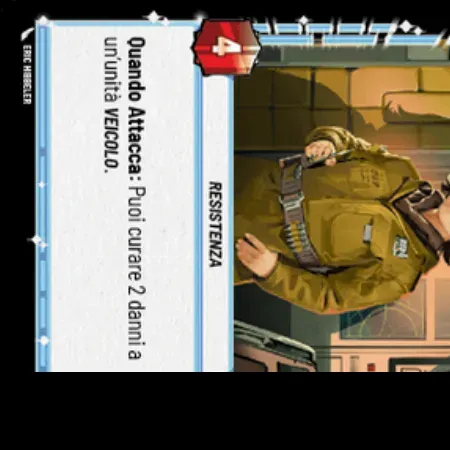 4
RESISTENZA
Quando Attacca: Puoi curare 2 danni a
un'unità VEICOLO.
ERIC HIBBELER